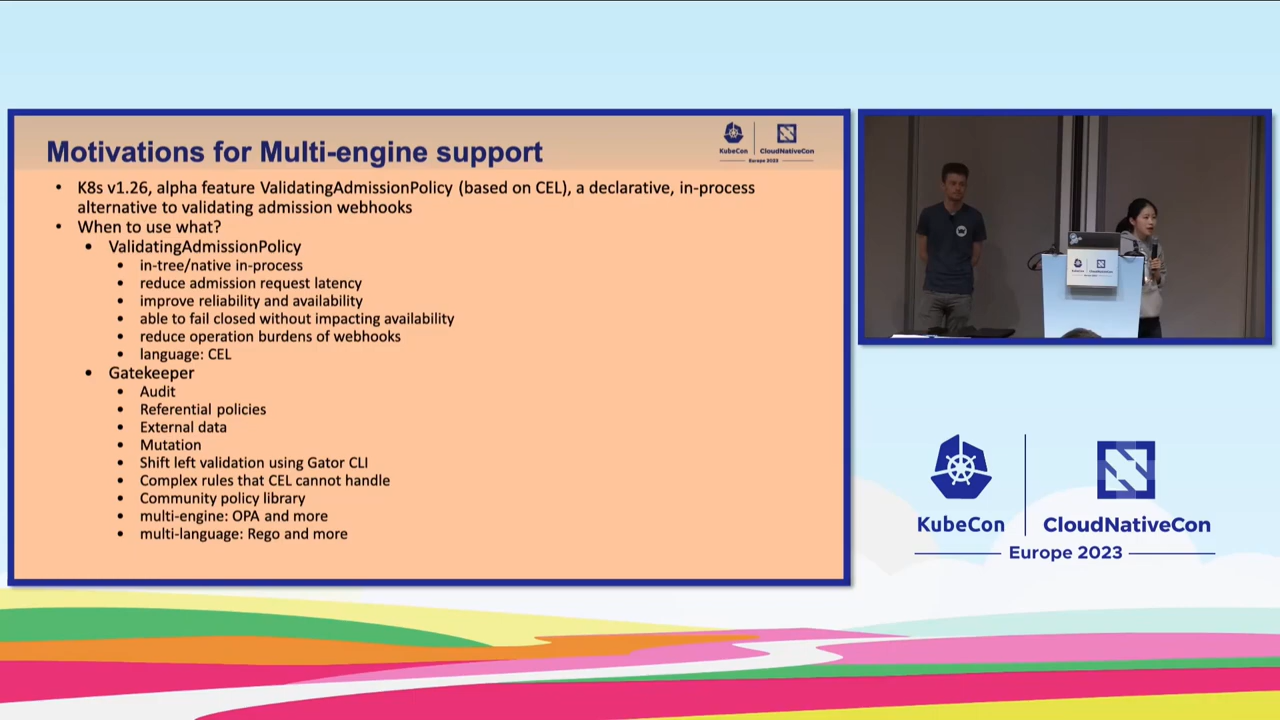 Motivations for Multi-engine support
KubeCon
CloudNativeCon
Europe 2023
• K8s v1.26, alpha feature ValidatingAdmissionPolicy (based on CEL), a declarative, in-process
alternative to validating admission webhooks
• When to use what?
• ValidatingAdmissionPolicy
• in-tree/native in-process
• reduce admission request latency
• improve reliability and availability
• able to fail closed without impacting availability
• reduce operation burdens of webhooks
• language: CEL
• Gatekeeper
• Audit
• Referential policies
• External data
• Mutation
• Shift left validation using Gator CLI
• Complex rules that CEL cannot handle
• Community policy library
• multi-engine: OPA and more
• multi-language: Rego and more
KubeCon
CloudNativeCon
Europe 2023